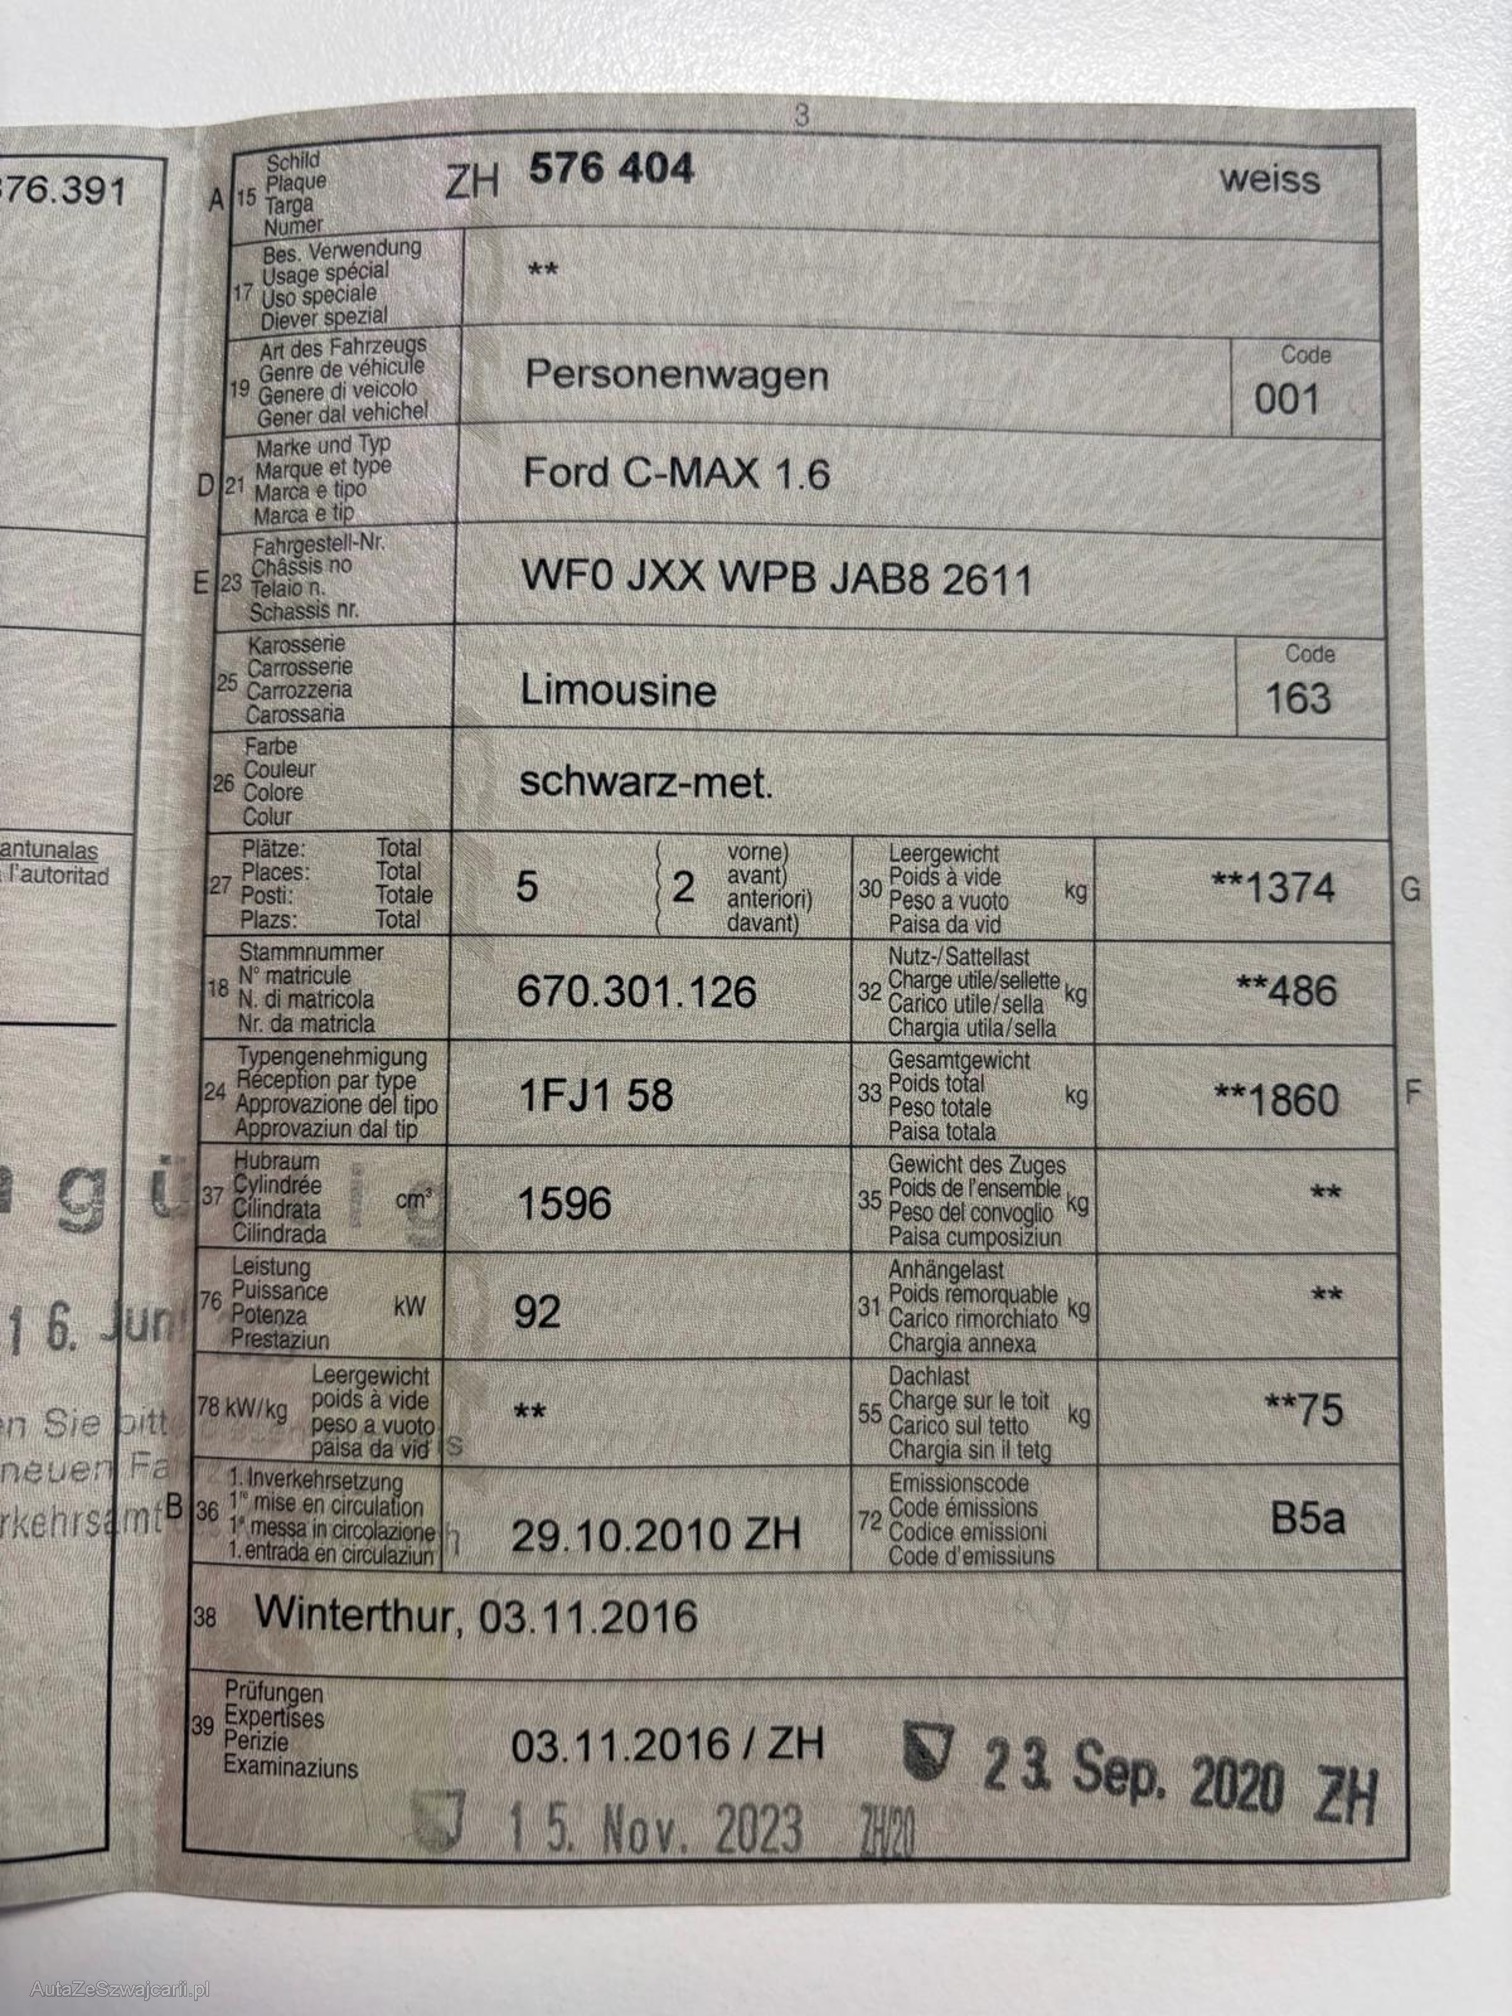 3
76.391
A 15 Schild
Plaque
Targa
Numer
ZH 576 404 weiss
17 Bes. Verwendung
Usage spécial
Uso speciale
Diever spezial
**
19 Art des Fahrzeugs
Genre de véhicule
Genere di veicolo
Gener dal vehichel
Personenwagen
Code
001
D 21 Marke und Typ
Marque et type
Marca e tipo
Marca e tip
Ford C-MAX 1.6
E 23 Fahrgestell-Nr.
Châssis no
Telaio n.
Schassis nr.
WF0 JXX WPB JAB8 2611
25 Karosserie
Carrosserie
Carrozzeria
Carossaria
Limousine
Code
163
26 Farbe
Couleur
Colore
Colur
schwarz-met.
antunalas
l'autoritad
27 Plätze: Total
Places: Total
Posti: Totale
Plazs: Total
5 ( 2 vorne)
avant)
anteriori)
davant)
30 Leergewicht
Poids à vide
Peso a vuoto
Paisa da vid
kg
**1374
G
18 Stammnummer
N° matricule
N. di matricola
Nr. da matricla
670.301.126
32 Nutz-/Sattellast
Charge utile/sellette
Carico utile/sella
Chargia utila/sella
kg
**486
24 Typengenehmigung
Réception par type
Approvazione del tipo
Approvaziun dal tip
1FJ1 58
33 Gesamtgewicht
Poids total
Peso totale
Paisa totala
kg
**1860
F
37 Hubraum
Cylindrée
Cilindrata
Cilindrada
cm³
1596
35 Gewicht des Zuges
Poids de l'ensemble
Peso del convoglio
Paisa cumposiziun
kg
**
76 Leistung
Puissance
Potenza
Prestaziun
kW
92
31 Anhängelast
Poids remorquable
Carico rimorchiato
Chargia annexa
kg
**
16. Juni
78 kW/kg Leergewicht
poids à vide
peso a vuoto
paisa da vid
**
55 Dachlast
Charge sur le toit
Carico sul tetto
Chargia sin il tetg
kg
**75
en Sie bitte
neuen Fa
rkehrsamt
B 36 1. Inverkehrsetzung
1re mise en circulation
1a messa in circolazione
1. entrada en circulaziun
29.10.2010 ZH
72 Emissionscode
Code émissions
Codice emissioni
Code d'emissiuns
B5a
38 Winterthur, 03.11.2016
39 Prüfungen
Expertises
Perizie
Examinaziuns
03.11.2016 / ZH
23. Sep. 2020 ZH
15. Nov. 2023 ZH/20
AutaZeSzwajcarii.pl